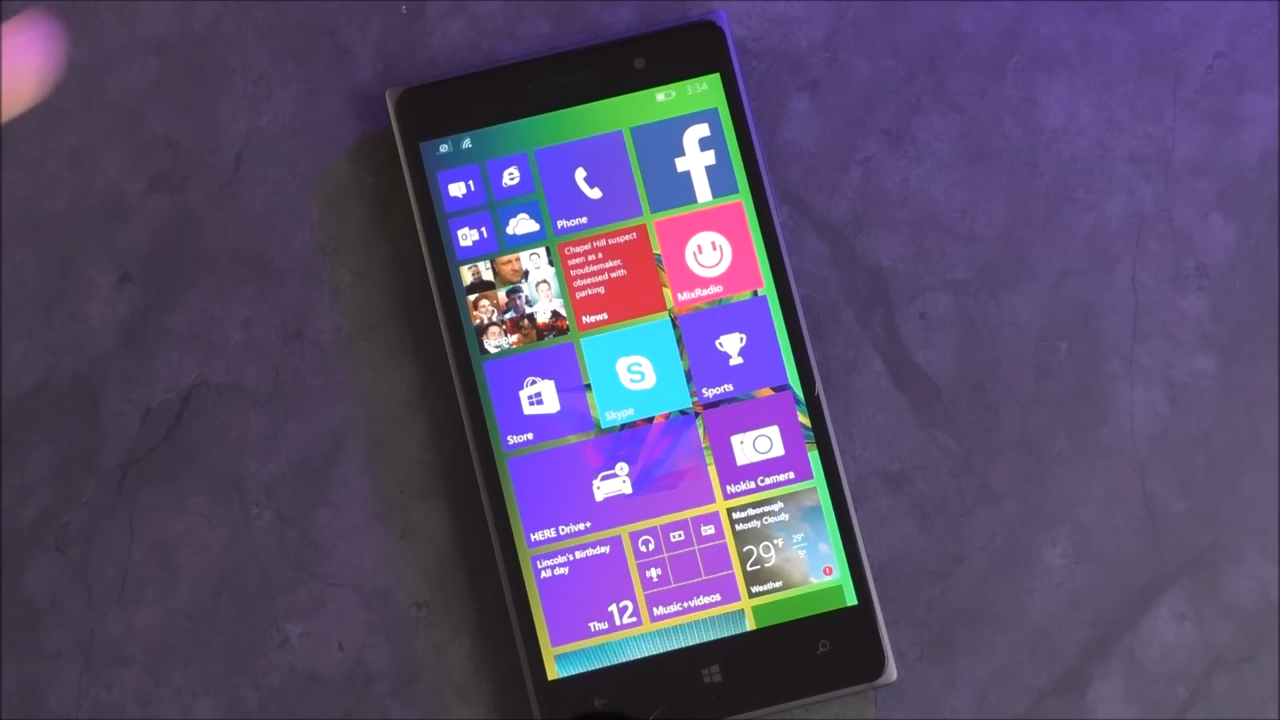 3:34
1
1
Phone
f
People
Chapel Hill suspect
seen as a
troublemaker,
obsessed with
parking
News
MixRadio
Store
S
Skype
Sports
HERE Drive+
Nokia Camera
Lincoln's Birthday
All day
Thu 12
Music+videos
Marlborough
Mostly Cloudy
29°F
29°
5°
Weather